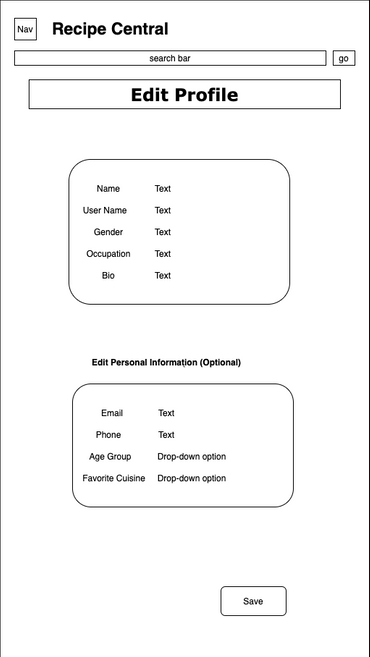 Nav Recipe Central
search bar go
Edit Profile
Name Text
User Name Text
Gender Text
Occupation Text
Bio Text
Edit Personal Information (Optional)
Email Text
Phone Text
Age Group Drop-down option
Favorite Cuisine Drop-down option
Save